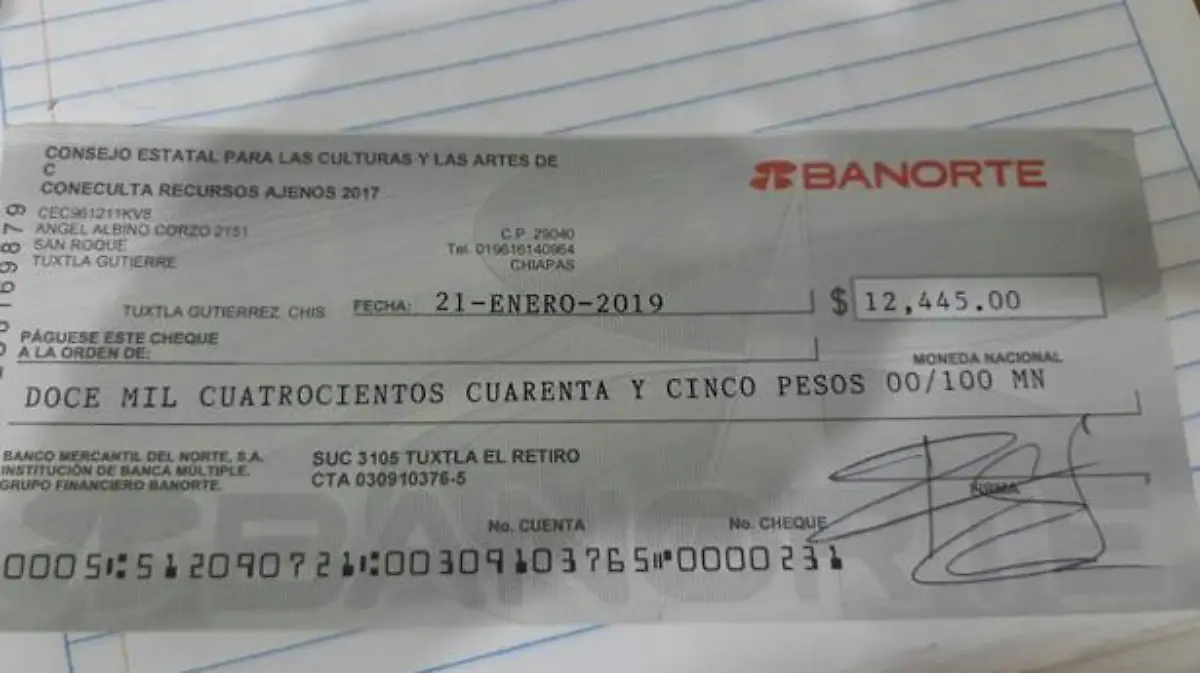 CONSEJO ESTATAL PARA LAS CULTURAS Y LAS ARTES DE
C
CONECULTA RECURSOS AJENOS 2017
BANORTE
CEC961211KV8
ANGEL ALBINO CORZO 2151
SAN ROQUE
TUXTLA GUTIERRE
C.P. 29040
Tel. 019616140964
CHIAPAS
TUXTLA GUTIERREZ, CHIS
FECHA: 21-ENERO-2019
$ 12,445.00
PÁGUESE ESTE CHEQUE
A LA ORDEN DE:
MONEDA NACIONAL
DOCE MIL CUATROCIENTOS CUARENTA Y CINCO PESOS 00/100 MN
BANCO MERCANTIL DEL NORTE, S.A.
INSTITUCIÓN DE BANCA MÚLTIPLE.
GRUPO FINANCIERO BANORTE.
SUC 3105 TUXTLA EL RETIRO
CTA 030910376-5
FIRMA
No. CUENTA
No. CHEQUE
0005⑆512090721⑆00309103765⑈0000231
BANORTE